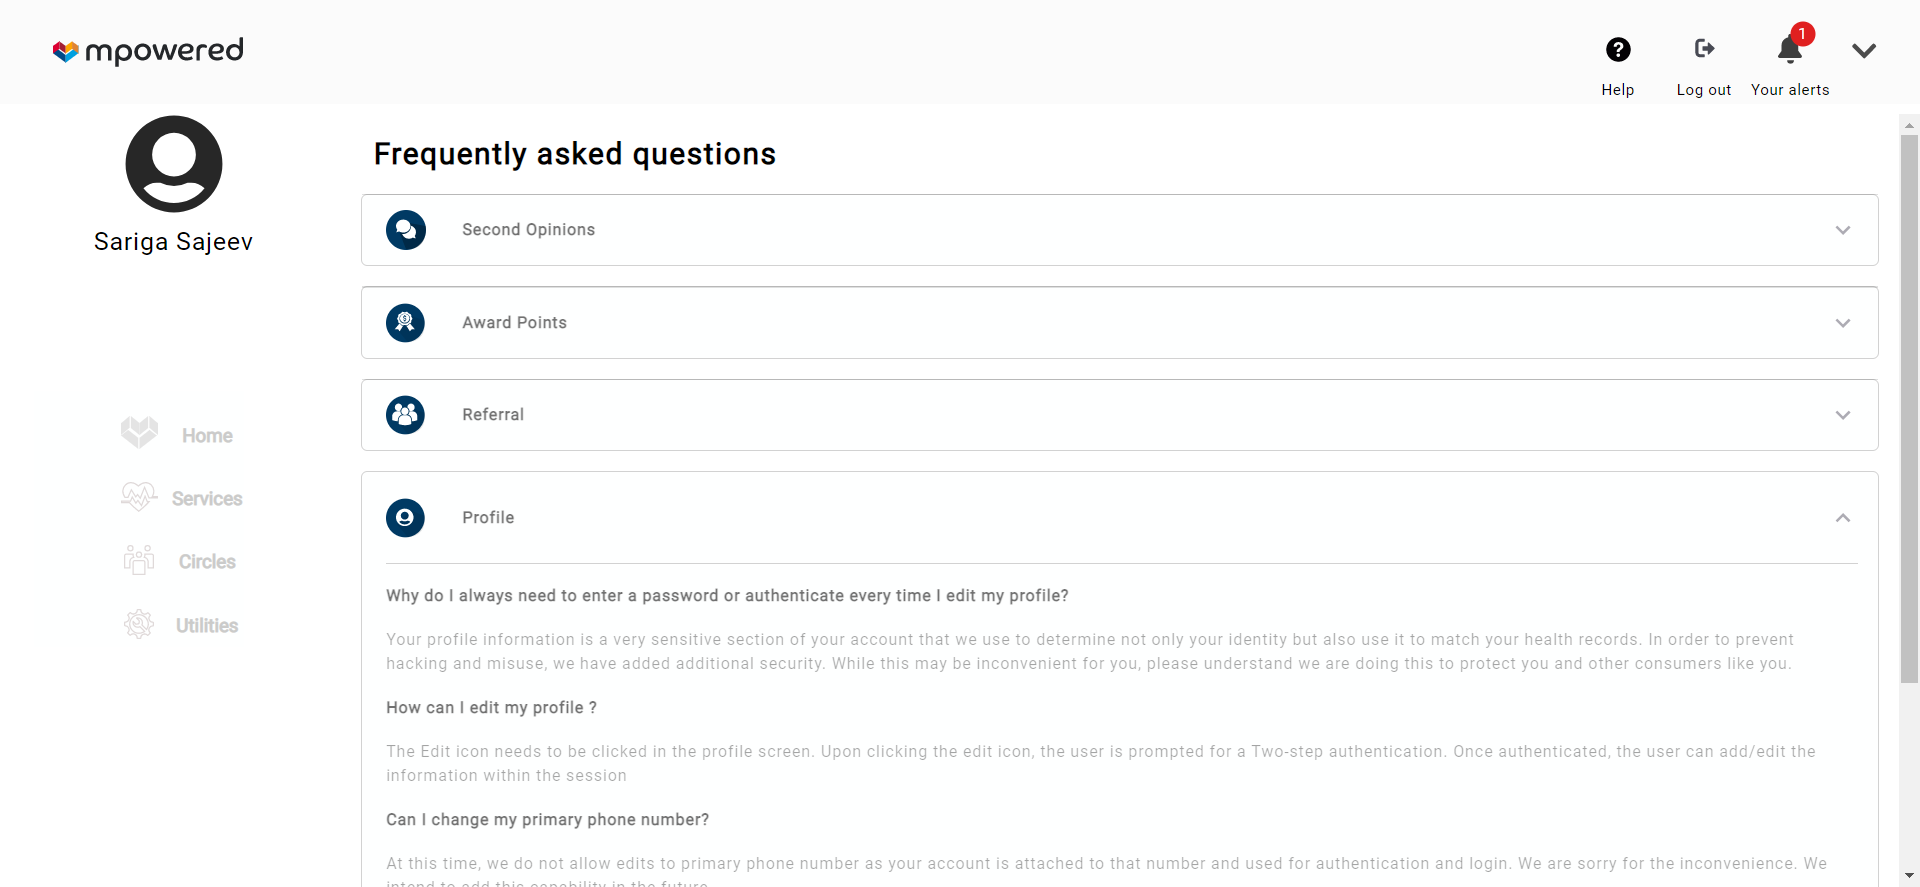 mpowered
1
Help
Log out
Your alerts
Sariga Sajeev
Home
Services
Circles
Utilities
Frequently asked questions
Second Opinions
Award Points
Referral
Profile
Why do I always need to enter a password or authenticate every time I edit my profile?
Your profile information is a very sensitive section of your account that we use to determine not only your identity but also use it to match your health records. In order to prevent
hacking and misuse, we have added additional security. While this may be inconvenient for you, please understand we are doing this to protect you and other consumers like you.
How can I edit my profile ?
The Edit icon needs to be clicked in the profile screen. Upon clicking the edit icon, the user is prompted for a Two-step authentication. Once authenticated, the user can add/edit the
information within the session
Can I change my primary phone number?
At this time, we do not allow edits to primary phone number as your account is attached to that number and used for authentication and login. We are sorry for the inconvenience. We
intend to add this capability in the future